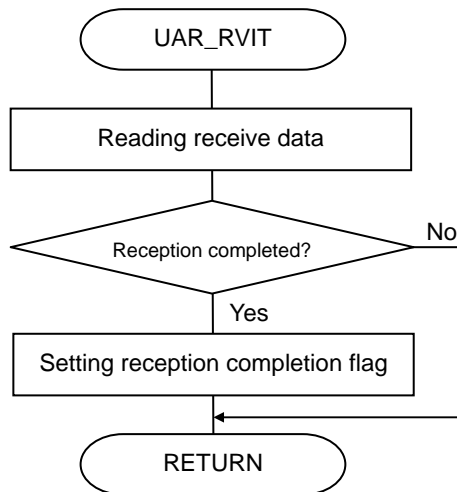 UAR_RVIT
Reading receive data
Reception completed?
No
Yes
Setting reception completion flag
RETURN